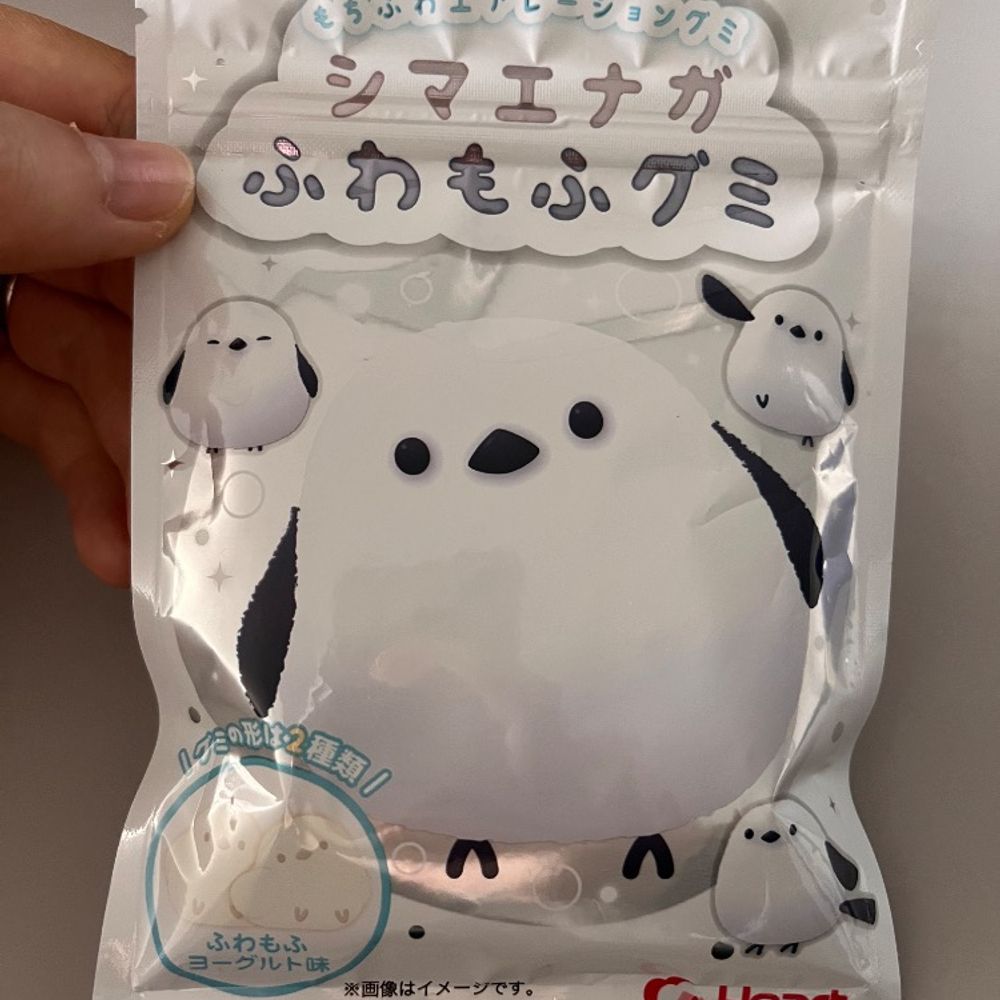 もちふわエアレーショングミ
シマエナガ
ふわもふグミ
グミの形は2種類
ふわもふ
ヨーグルト味
※画像はイメージです。
Heart